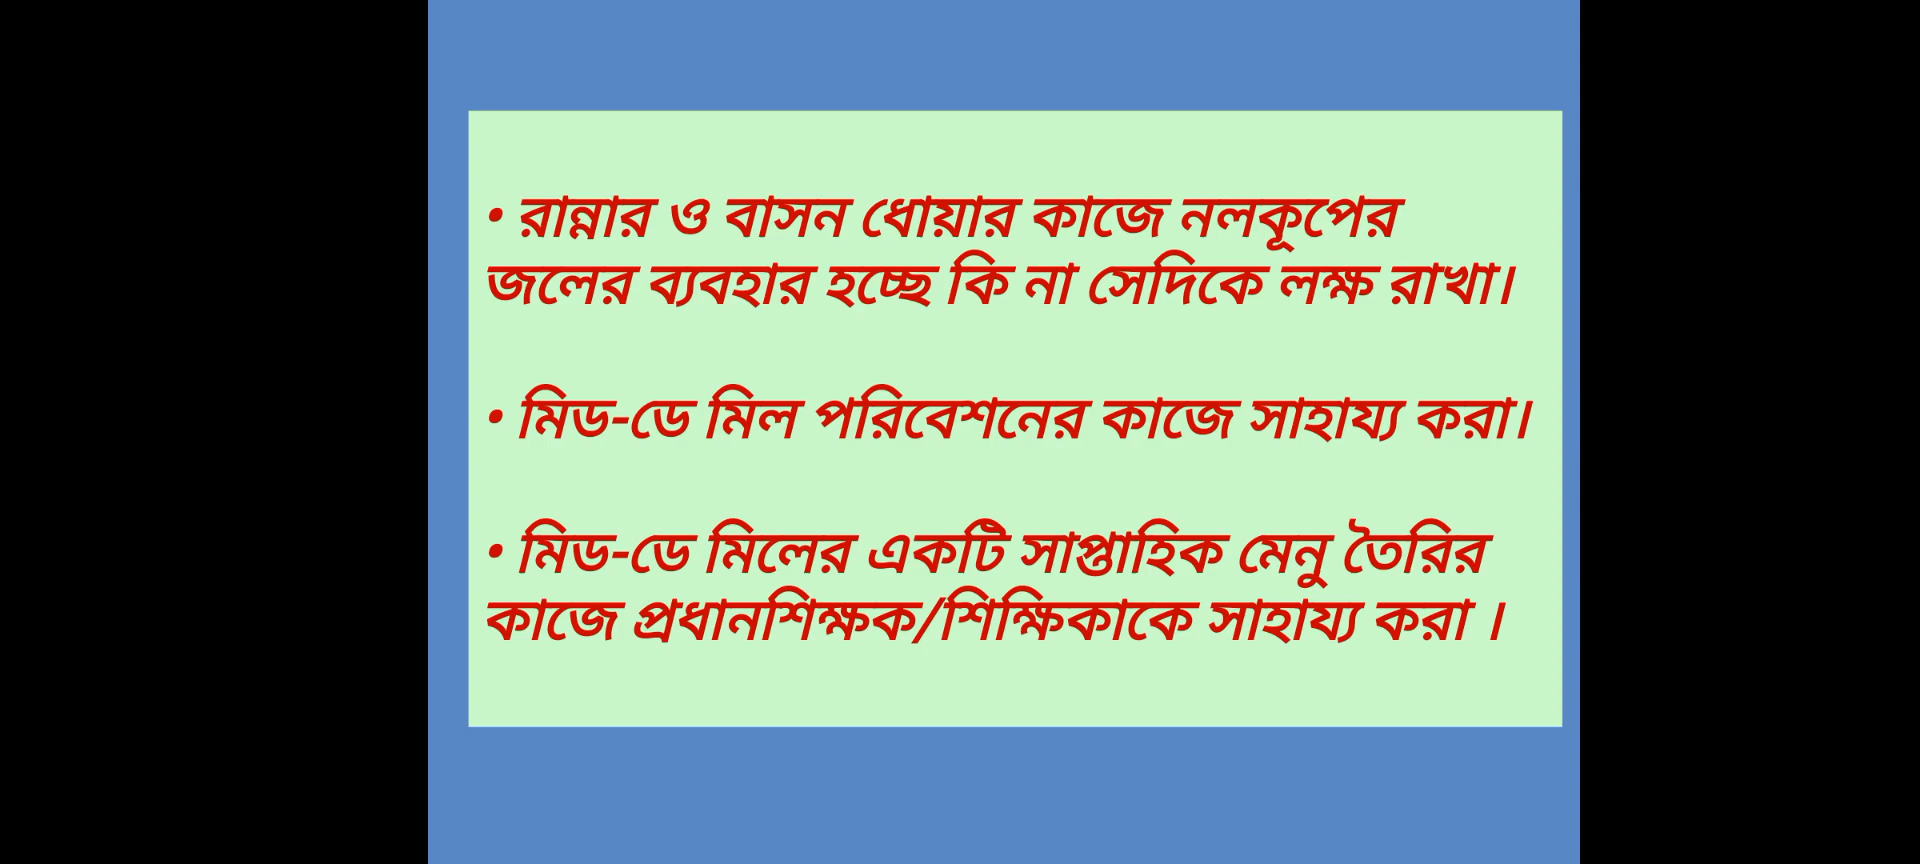 • রান্নার ও বাসন ধোয়ার কাজে নলকূপের
জলের ব্যবহার হচ্ছে কি না সেদিকে লক্ষ রাখা।
• মিড-ডে মিল পরিবেশনের কাজে সাহায্য করা।
• মিড-ডে মিলের একটি সাপ্তাহিক মেনু তৈরির
কাজে প্রধানশিক্ষক/শিক্ষিকাকে সাহায্য করা ।